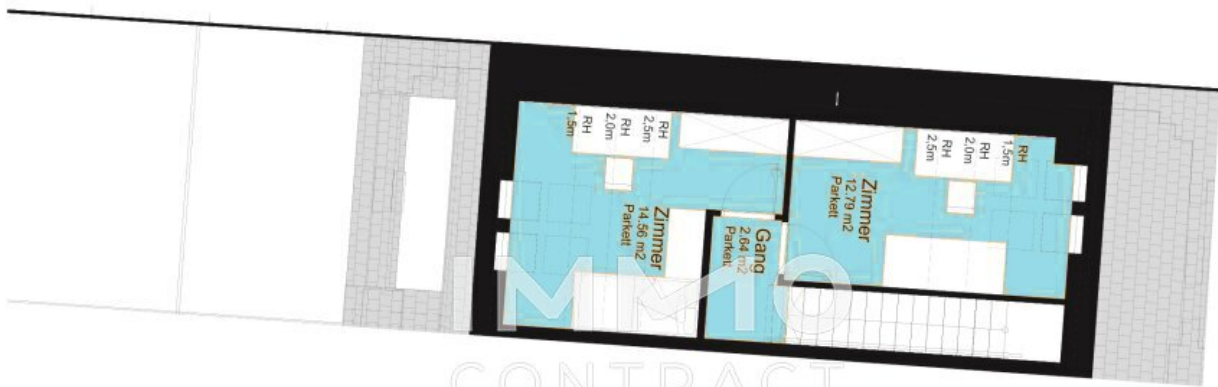 1,5m
RH
2,0m
RH
2,5m
RH
Zimmer
14.56 m2
Parkett
Gang
2.64 m2
Parkett
Zimmer
12.79 m2
Parkett
2,5m
RH
2,0m
RH
1,5m
RH
IMMO
CONTRACT